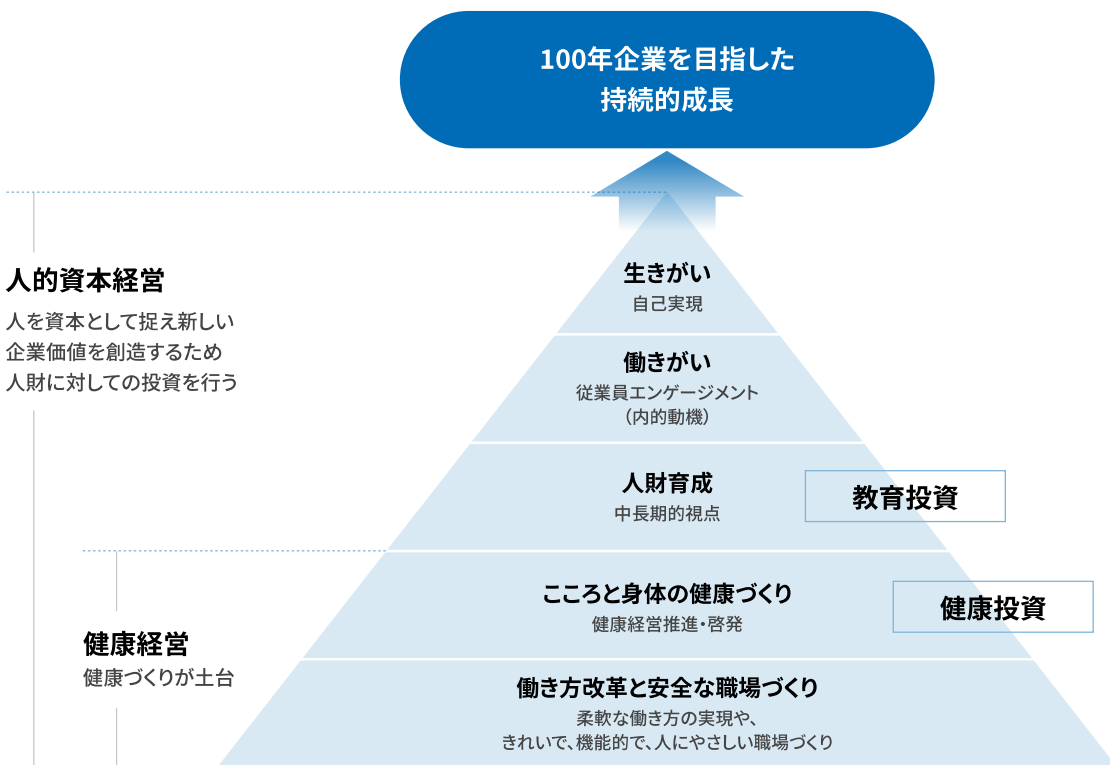 100年企業を目指した
持続的成長
人的資本経営
人を資本として捉え新しい
企業価値を創造するため
人財に対しての投資を行う
生きがい
自己実現
働きがい
従業員エンゲージメント
（内的動機）
人財育成
中長期的視点
教育投資
こころと身体の健康づくり
健康経営推進・啓発
健康投資
健康経営
健康づくりが土台
働き方改革と安全な職場づくり
柔軟な働き方の実現や、
きれいで、機能的で、人にやさしい職場づくり